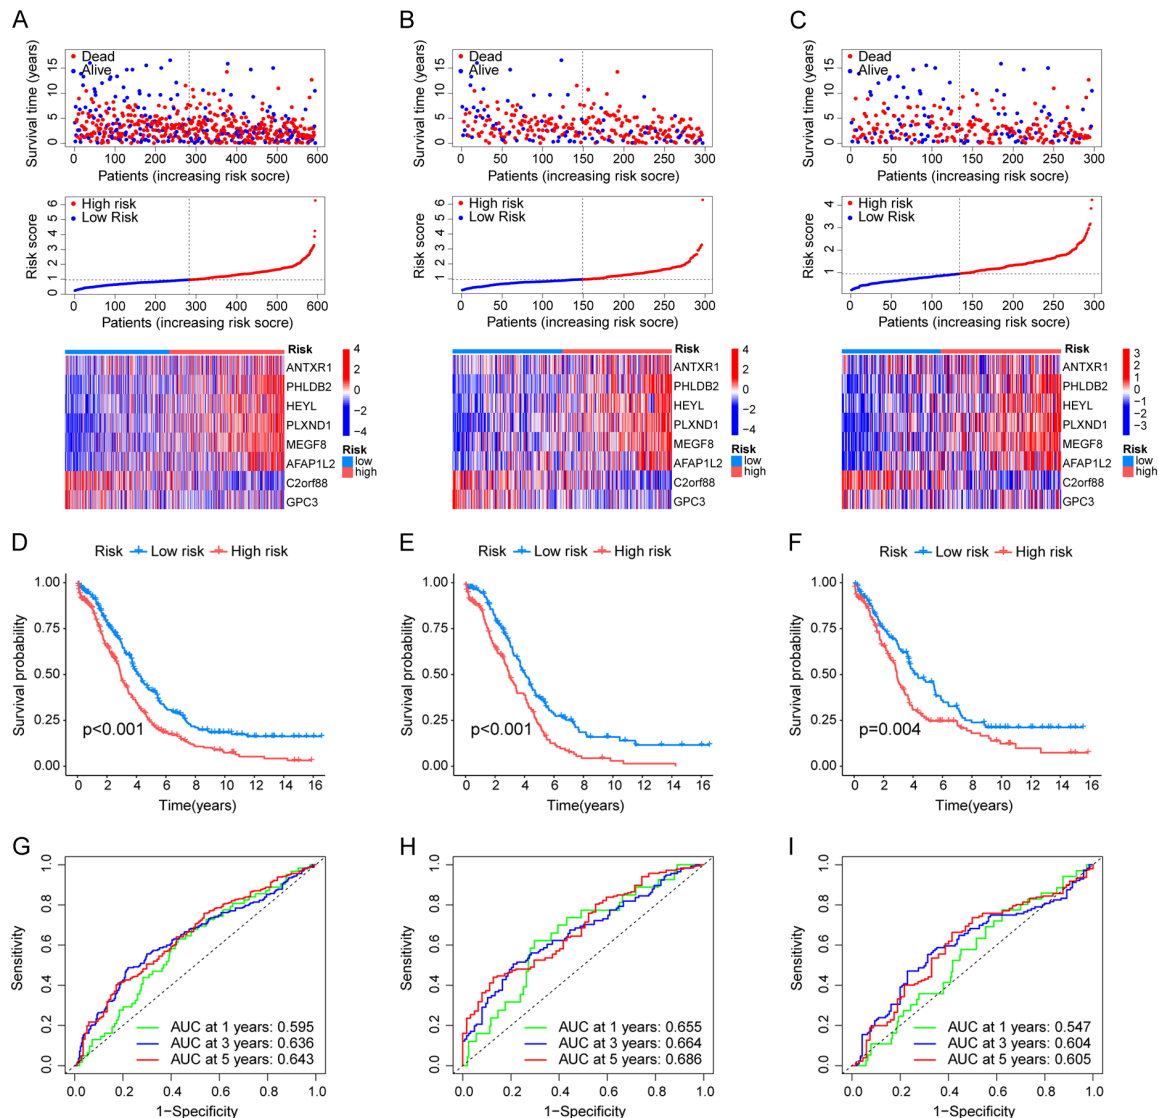 A
Dead
Alive
Survival time (years)
0 5 10 15
0 100 200 300 400 500 600
Patients (increasing risk socre)
High risk
Low Risk
Risk score
0 1 2 3 4 5 6
0 100 200 300 400 500 600
Patients (increasing risk socre)
Risk
ANTXR1
PHLDB2
HEYL
PLXND1
MEGF8
AFAP1L2
C2orf88
GPC3
4
2
0
−2
−4
Risk
low
high
B
Dead
Alive
Survival time (years)
0 5 10 15
0 50 100 150 200 250 300
Patients (increasing risk socre)
High risk
Low Risk
Risk score
1 2 3 4 5 6
0 50 100 150 200 250 300
Patients (increasing risk socre)
Risk
ANTXR1
PHLDB2
HEYL
PLXND1
MEGF8
AFAP1L2
C2orf88
GPC3
4
2
0
−2
−4
Risk
low
high
C
Dead
Alive
Survival time (years)
0 5 10 15
0 50 100 150 200 250 300
Patients (increasing risk socre)
High risk
Low Risk
Risk score
1 2 3 4
0 50 100 150 200 250 300
Patients (increasing risk socre)
Risk
ANTXR1
PHLDB2
HEYL
PLXND1
MEGF8
AFAP1L2
C2orf88
GPC3
3
2
1
0
−1
−2
−3
Risk
low
high
D
Risk Low risk High risk
Survival probability
1.00
0.75
0.50
0.25
0.00
p<0.001
0 2 4 6 8 10 12 14 16
Time(years)
E
Risk Low risk High risk
Survival probability
1.00
0.75
0.50
0.25
0.00
p<0.001
0 2 4 6 8 10 12 14 16
Time(years)
F
Risk Low risk High risk
Survival probability
1.00
0.75
0.50
0.25
0.00
p=0.004
0 2 4 6 8 10 12 14 16
Time(years)
G
Sensitivity
0.0 0.2 0.4 0.6 0.8 1.0
AUC at 1 years: 0.595
AUC at 3 years: 0.636
AUC at 5 years: 0.643
0.0 0.2 0.4 0.6 0.8 1.0
1−Specificity
H
Sensitivity
0.0 0.2 0.4 0.6 0.8 1.0
AUC at 1 years: 0.655
AUC at 3 years: 0.664
AUC at 5 years: 0.686
0.0 0.2 0.4 0.6 0.8 1.0
1−Specificity
I
Sensitivity
0.0 0.2 0.4 0.6 0.8 1.0
AUC at 1 years: 0.547
AUC at 3 years: 0.604
AUC at 5 years: 0.605
0.0 0.2 0.4 0.6 0.8 1.0
1−Specificity